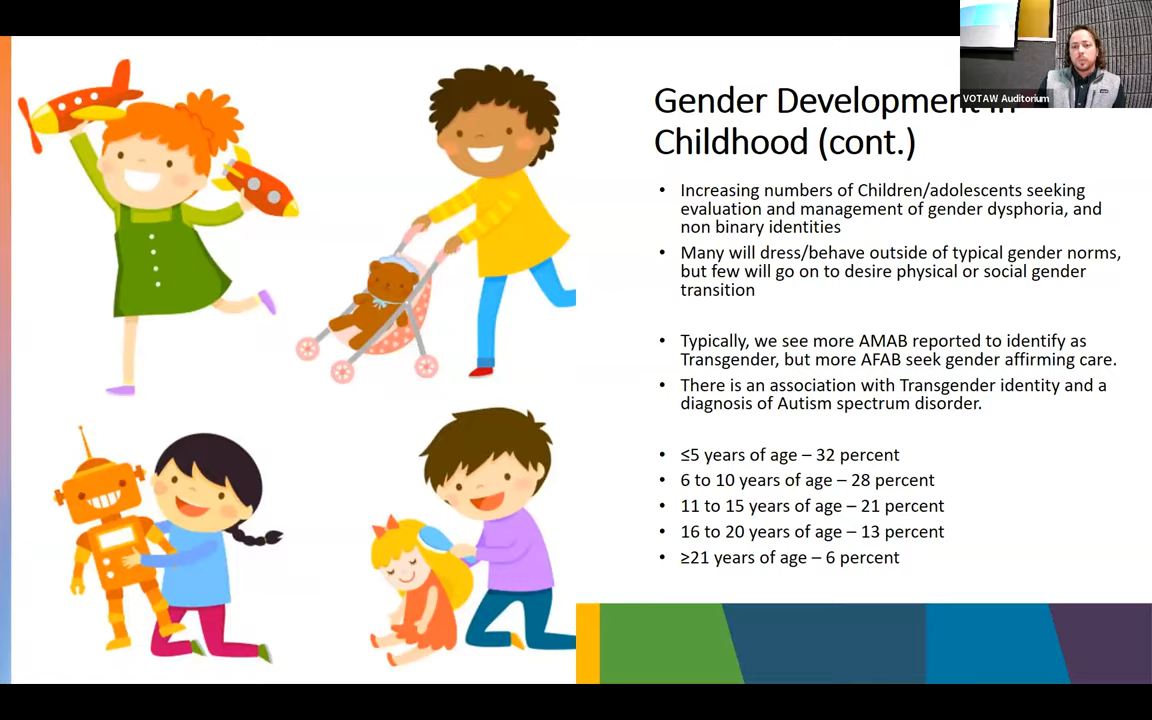 VOTAW Auditorium
Gender Development in
Childhood (cont.)
• Increasing numbers of Children/adolescents seeking
evaluation and management of gender dysphoria, and
non binary identities
• Many will dress/behave outside of typical gender norms,
but few will go on to desire physical or social gender
transition
• Typically, we see more AMAB reported to identify as
Transgender, but more AFAB seek gender affirming care.
• There is an association with Transgender identity and a
diagnosis of Autism spectrum disorder.
• ≤5 years of age – 32 percent
• 6 to 10 years of age – 28 percent
• 11 to 15 years of age – 21 percent
• 16 to 20 years of age – 13 percent
• ≥21 years of age – 6 percent